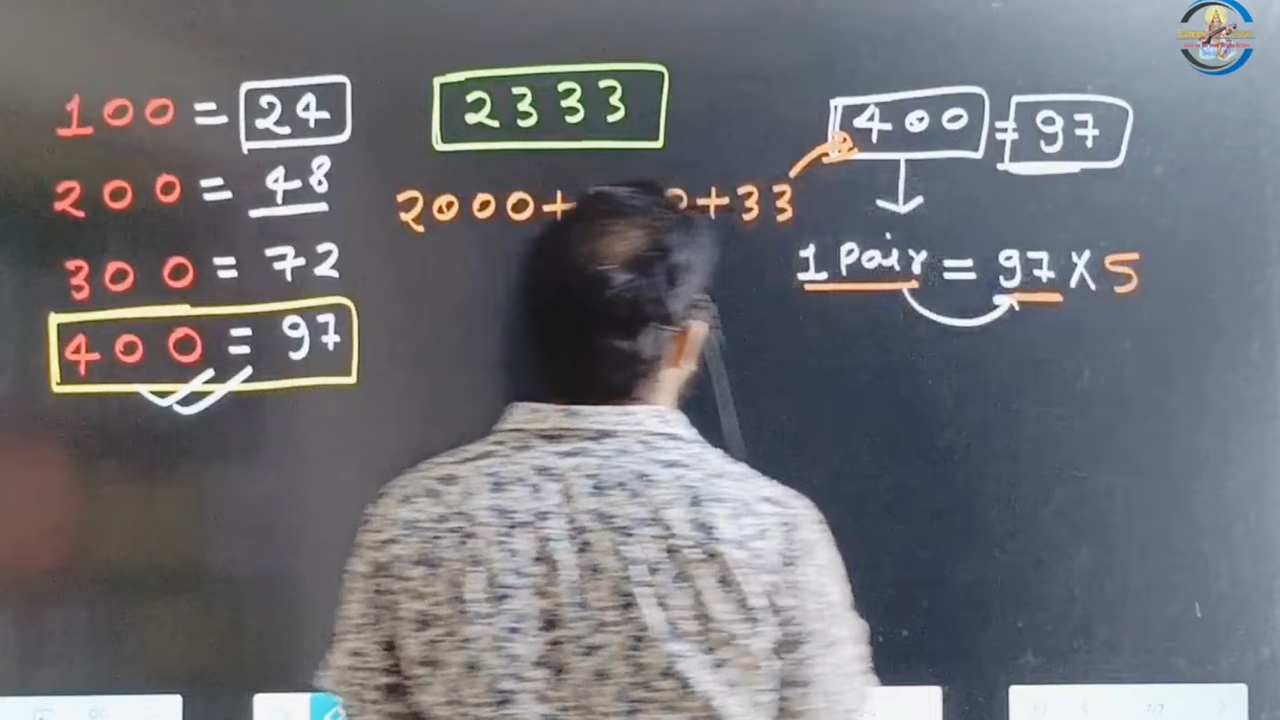 100 = 24
200 = 48
300 = 72
400 = 97
2333
2000+ +33
400 = 97
1 Pair = 97 X 5